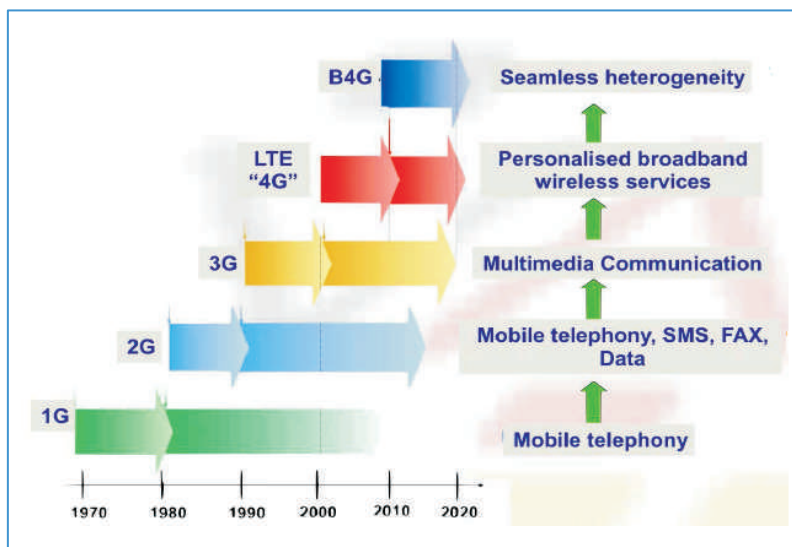 B4G
Seamless heterogeneity
LTE
“4G”
Personalised broadband
wireless services
3G
Multimedia Communication
2G
Mobile telephony, SMS, FAX,
Data
1G
Mobile telephony
1970 1980 1990 2000 2010 2020